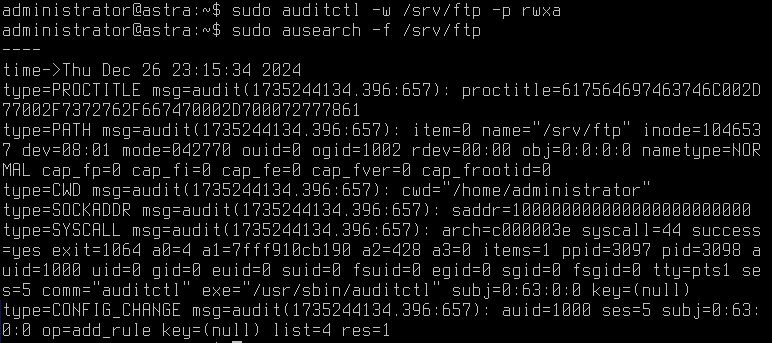 administrator@astra:~$ sudo auditctl -w /srv/ftp -p rwxa
administrator@astra:~$ sudo ausearch -f /srv/ftp
----
time->Thu Dec 26 23:15:34 2024
type=PROCTITLE msg=audit(1735244134.396:657): proctitle=617564697463746C002D
77002F7372762F667470002D700072777861
type=PATH msg=audit(1735244134.396:657): item=0 name="/srv/ftp" inode=104653
7 dev=08:01 mode=042770 ouid=0 ogid=1002 rdev=00:00 obj=0:0:0:0 nametype=NOR
MAL cap_fp=0 cap_fi=0 cap_fe=0 cap_fver=0 cap_frootid=0
type=CWD msg=audit(1735244134.396:657): cwd="/home/administrator"
type=SOCKADDR msg=audit(1735244134.396:657): saddr=100000000000000000000000
type=SYSCALL msg=audit(1735244134.396:657): arch=c000003e syscall=44 success
=yes exit=1064 a0=4 a1=7fff910cb190 a2=428 a3=0 items=1 ppid=3097 pid=3098 a
uid=1000 uid=0 gid=0 euid=0 suid=0 fsuid=0 egid=0 sgid=0 fsgid=0 tty=pts1 se
s=5 comm="auditctl" exe="/usr/sbin/auditctl" subj=0:63:0:0 key=(null)
type=CONFIG_CHANGE msg=audit(1735244134.396:657): auid=1000 ses=5 subj=0:63:
0:0 op=add_rule key=(null) list=4 res=1